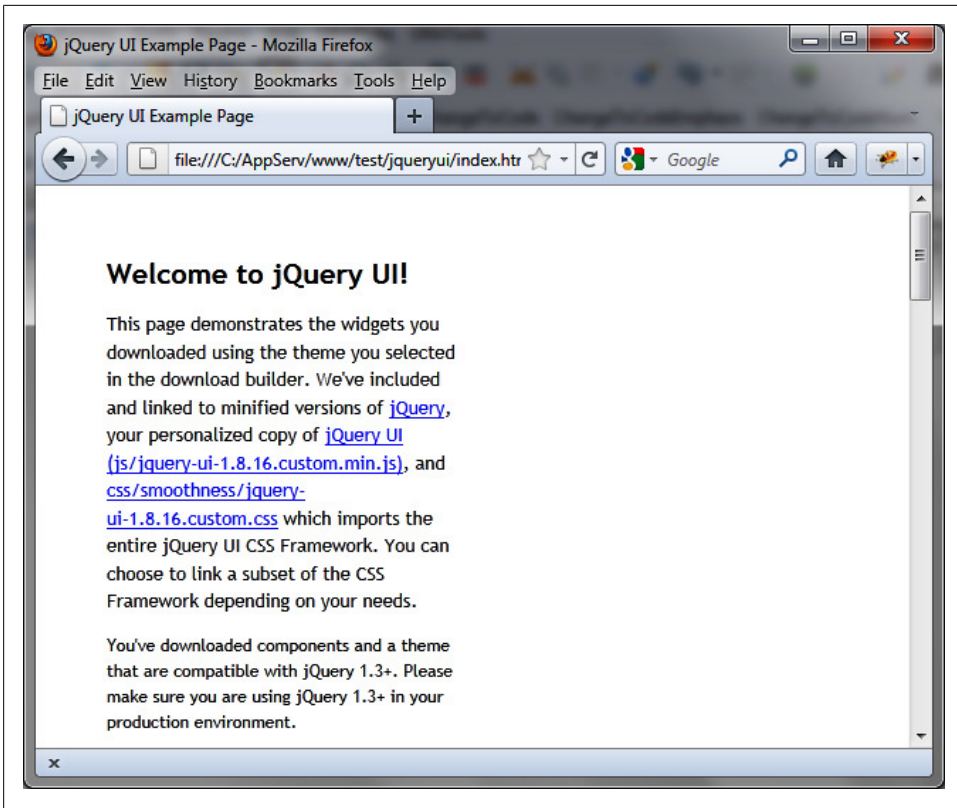 jQuery UI Example Page - Mozilla Firefox
File Edit View History Bookmarks Tools Help
jQuery UI Example Page
file:///C:/AppServ/www/test/jqueryui/index.htr
Google
Welcome to jQuery UI!
This page demonstrates the widgets you
downloaded using the theme you selected
in the download builder. We've included
and linked to minified versions of jQuery,
your personalized copy of jQuery UI
(js/jquery-ui-1.8.16.custom.min.js), and
css/smoothness/jquery-
ui-1.8.16.custom.css which imports the
entire jQuery UI CSS Framework. You can
choose to link a subset of the CSS
Framework depending on your needs.
You've downloaded components and a theme
that are compatible with jQuery 1.3+. Please
make sure you are using jQuery 1.3+ in your
production environment.